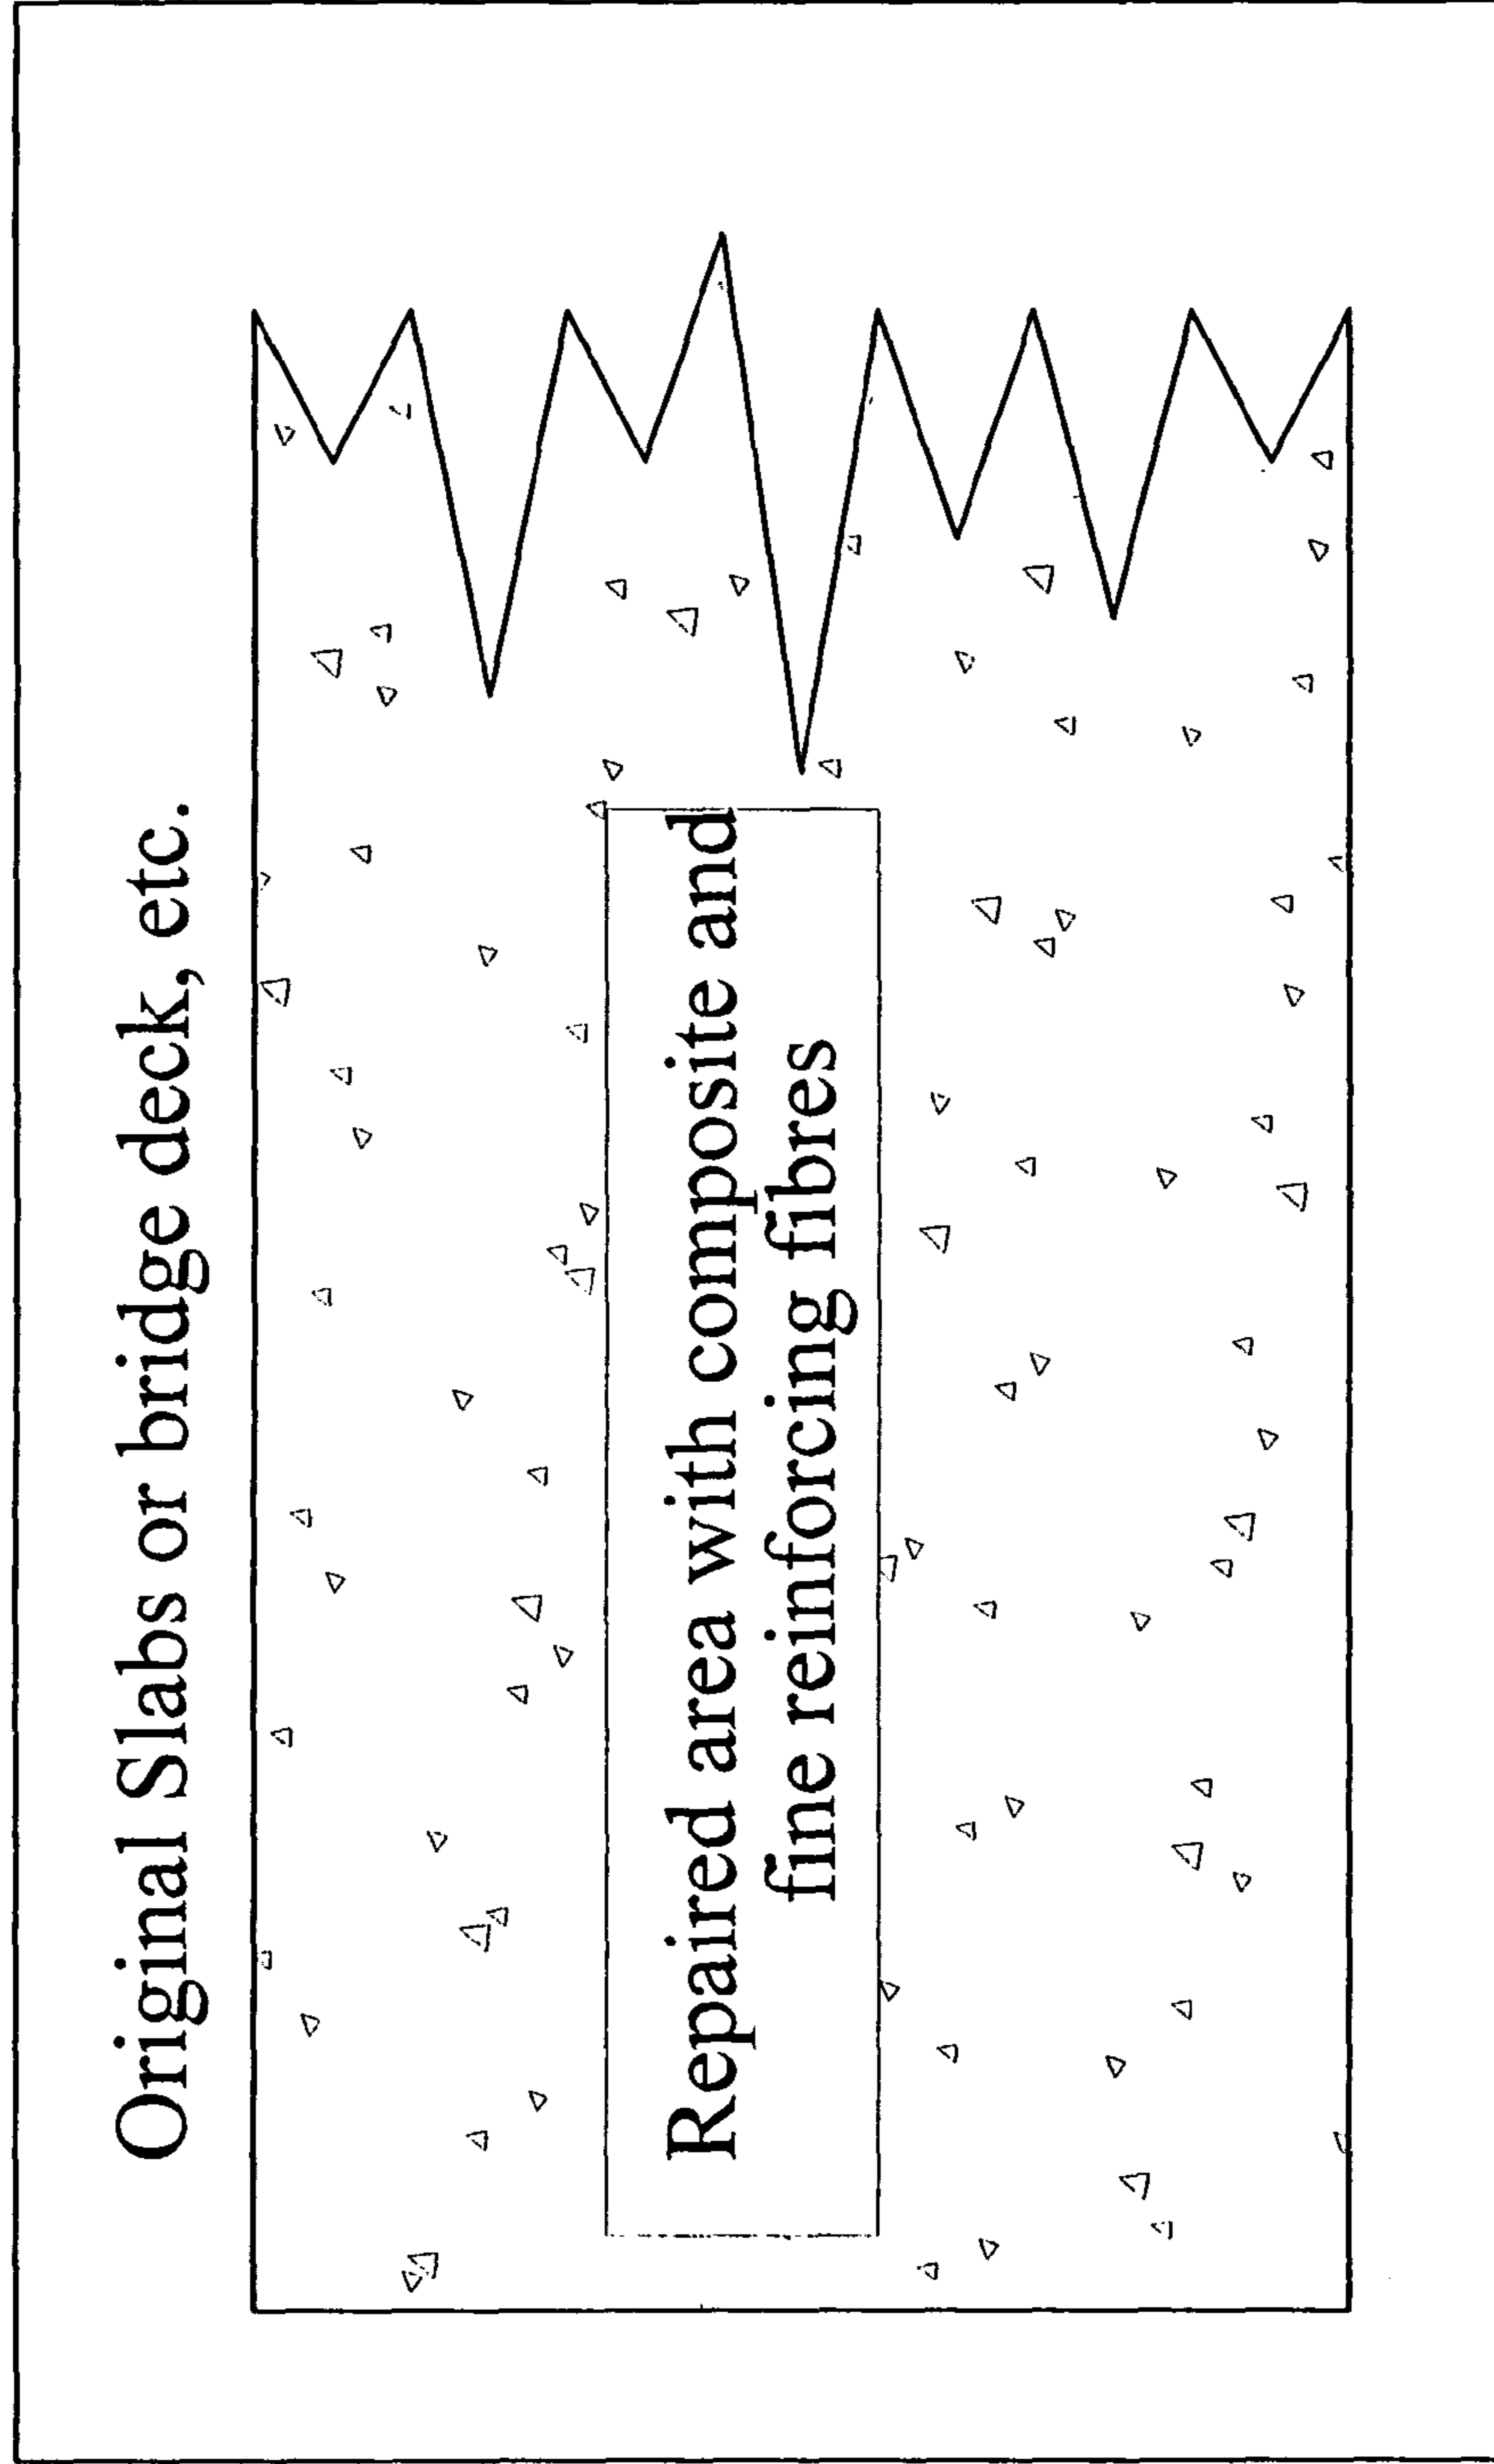 Original Slabs or bridge deck, etc.
Repaired area with composite and
fine reinforcing fibres